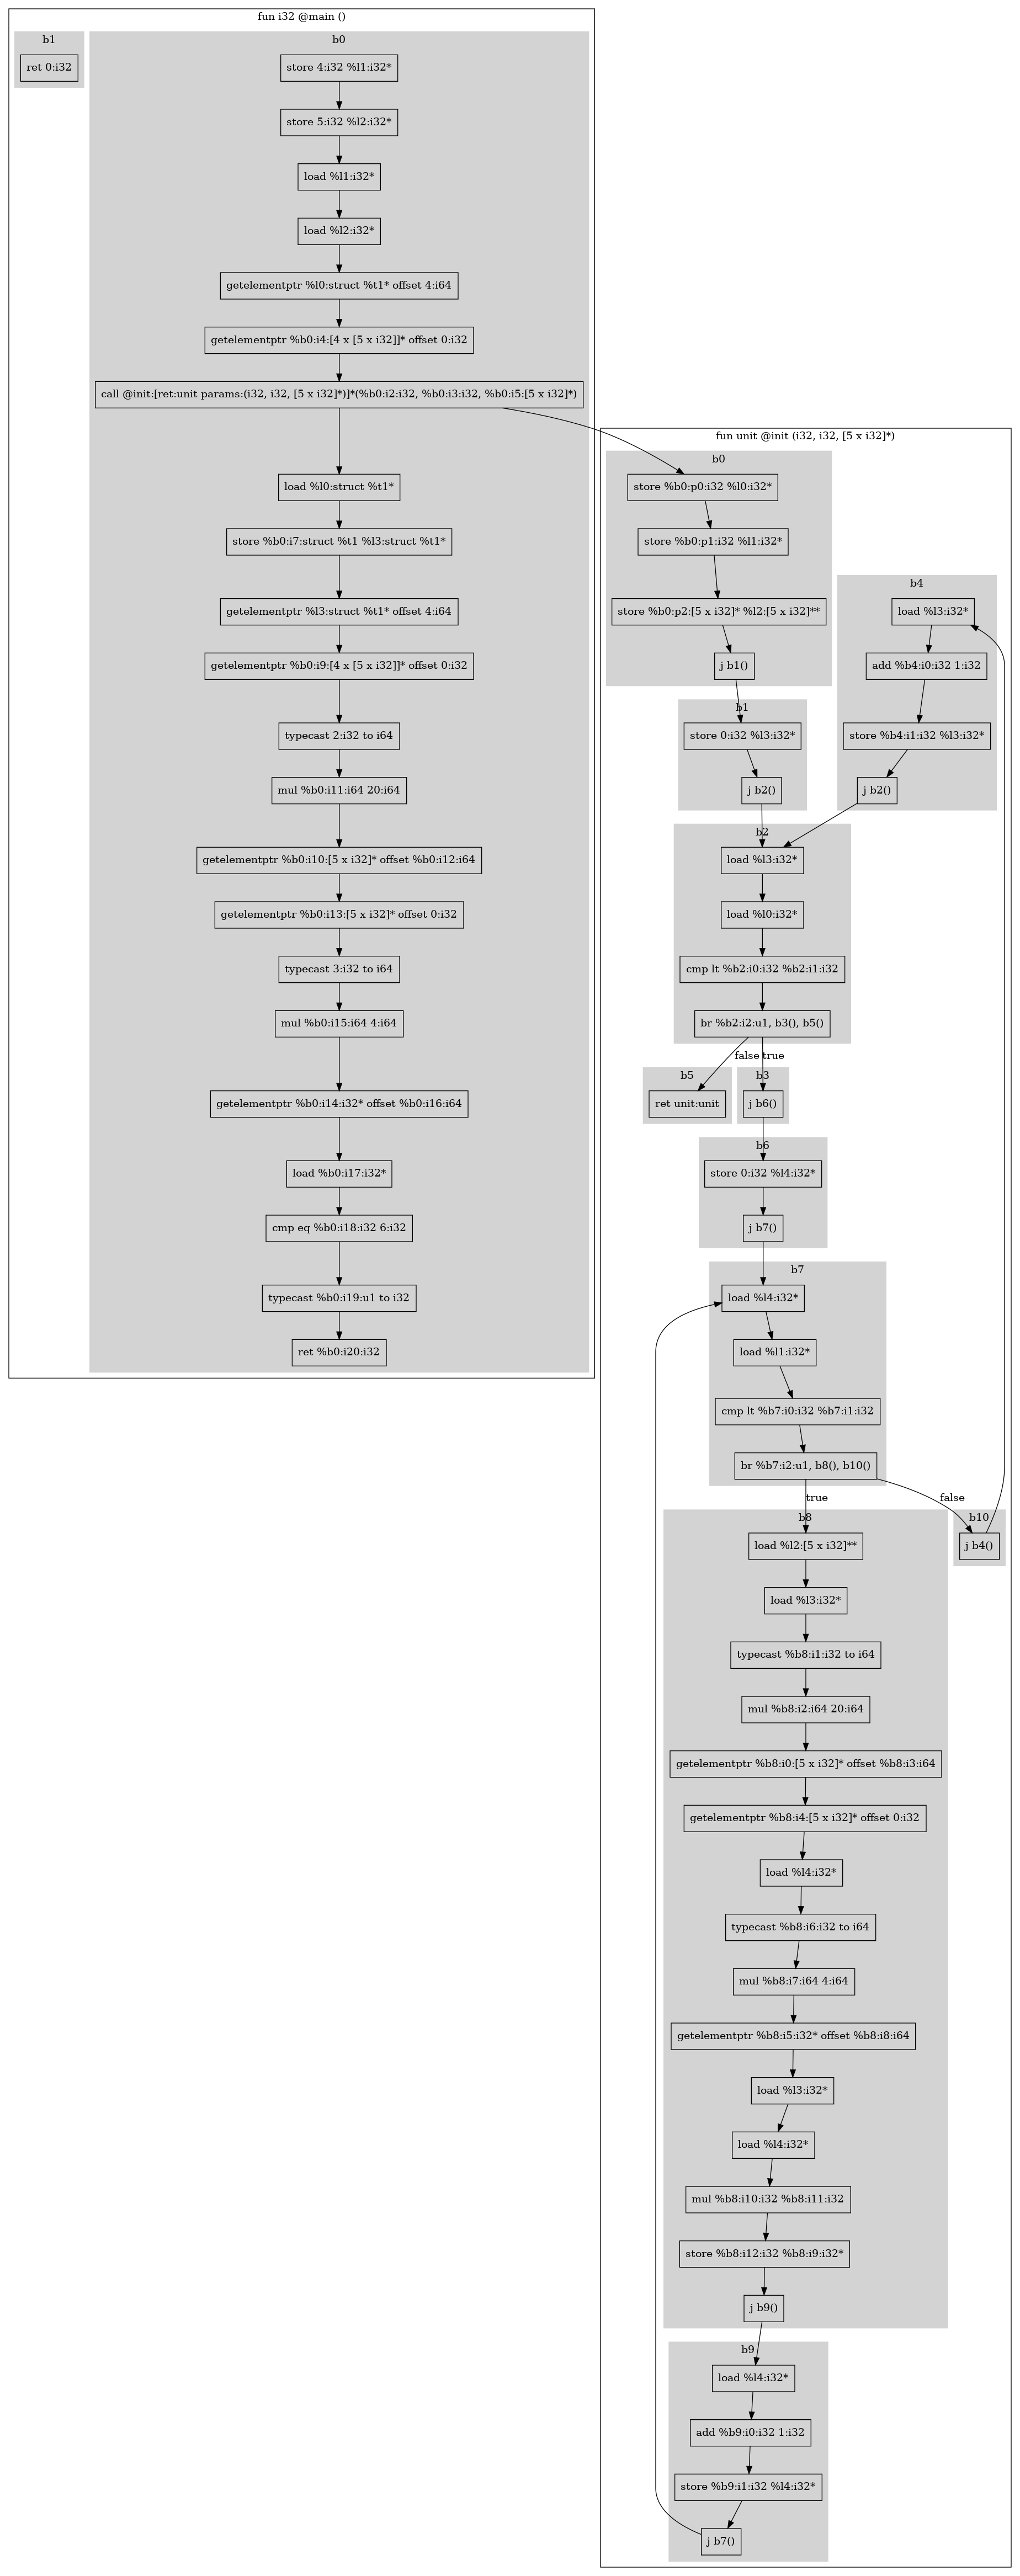 fun i32 @main ()
b1
ret 0:i32
b0
store 4:i32 %l1:i32*
store 5:i32 %l2:i32*
load %l1:i32*
load %l2:i32*
getelementptr %l0:struct %t1* offset 4:i64
getelementptr %b0:i4:[4 x [5 x i32]]* offset 0:i32
call @init:[ret:unit params:(i32, i32, [5 x i32]*)]*(%b0:i2:i32, %b0:i3:i32, %b0:i5:[5 x i32]*)
load %l0:struct %t1*
store %b0:i7:struct %t1 %l3:struct %t1*
getelementptr %l3:struct %t1* offset 4:i64
getelementptr %b0:i9:[4 x [5 x i32]]* offset 0:i32
typecast 2:i32 to i64
mul %b0:i11:i64 20:i64
getelementptr %b0:i10:[5 x i32]* offset %b0:i12:i64
getelementptr %b0:i13:[5 x i32]* offset 0:i32
typecast 3:i32 to i64
mul %b0:i15:i64 4:i64
getelementptr %b0:i14:i32* offset %b0:i16:i64
load %b0:i17:i32*
cmp eq %b0:i18:i32 6:i32
typecast %b0:i19:u1 to i32
ret %b0:i20:i32
fun unit @init (i32, i32, [5 x i32]*)
b0
store %b0:p0:i32 %l0:i32*
store %b0:p1:i32 %l1:i32*
store %b0:p2:[5 x i32]* %l2:[5 x i32]**
j b1()
b4
load %l3:i32*
add %b4:i0:i32 1:i32
store %b4:i1:i32 %l3:i32*
j b2()
b1
store 0:i32 %l3:i32*
j b2()
b2
load %l3:i32*
load %l0:i32*
cmp lt %b2:i0:i32 %b2:i1:i32
br %b2:i2:u1, b3(), b5()
false
true
b5
ret unit:unit
b3
j b6()
b6
store 0:i32 %l4:i32*
j b7()
b7
load %l4:i32*
load %l1:i32*
cmp lt %b7:i0:i32 %b7:i1:i32
br %b7:i2:u1, b8(), b10()
true
false
b8
load %l2:[5 x i32]**
load %l3:i32*
typecast %b8:i1:i32 to i64
mul %b8:i2:i64 20:i64
getelementptr %b8:i0:[5 x i32]* offset %b8:i3:i64
getelementptr %b8:i4:[5 x i32]* offset 0:i32
load %l4:i32*
typecast %b8:i6:i32 to i64
mul %b8:i7:i64 4:i64
getelementptr %b8:i5:i32* offset %b8:i8:i64
load %l3:i32*
load %l4:i32*
mul %b8:i10:i32 %b8:i11:i32
store %b8:i12:i32 %b8:i9:i32*
j b9()
b10
j b4()
b9
load %l4:i32*
add %b9:i0:i32 1:i32
store %b9:i1:i32 %l4:i32*
j b7()